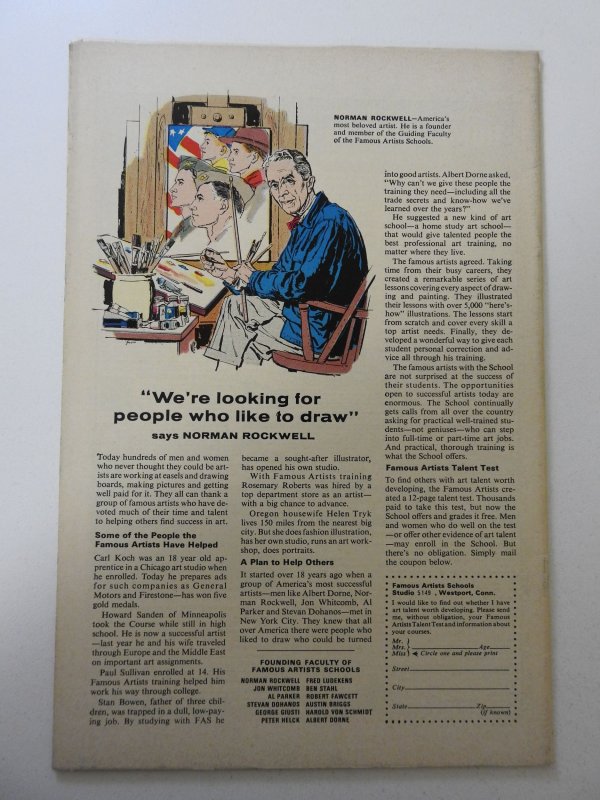 NORMAN ROCKWELL—America's
most beloved artist. He is a founder
and member of the Guiding Faculty
of the Famous Artists Schools.
"We're looking for
people who like to draw"
says NORMAN ROCKWELL
Today hundreds of men and women
who never thought they could be art-
ists are working at easels and drawing
boards, making pictures and getting
well paid for it. They all can thank a
group of famous artists who have de-
voted much of their time and talent
to helping others find success in art.
Some of the People the
Famous Artists Have Helped
Carl Koch was an 18 year old ap-
prentice in a Chicago art studio when
he enrolled. Today he prepares ads
for such companies as General
Motors and Firestone—has won five
gold medals.
Howard Sanden of Minneapolis
took the Course while still in high
school. He is now a successful artist
—last year he and his wife traveled
through Europe and the Middle East
on important art assignments.
Paul Sullivan enrolled at 14. His
Famous Artists training helped him
work his way through college.
Stan Bowen, father of three chil-
dren, was trapped in a dull, low-pay-
ing job. By studying with FAS he
became a sought-after illustrator,
has opened his own studio.
With Famous Artists training
Rosemary Roberts was hired by a
top department store as an artist—
with a big chance to advance.
Oregon housewife Helen Tryk
lives 150 miles from the nearest big
city. But she does fashion illustration,
has her own studio, runs an art work-
shop, does portraits.
A Plan to Help Others
It started over 18 years ago when a
group of America's most successful
artists—men like Albert Dorne, Nor-
man Rockwell, Jon Whitcomb, Al
Parker and Stevan Dohanos—met in
New York City. They knew that all
over America there were people who
liked to draw who could be turned
into good artists. Albert Dorne asked,
"Why can't we give these people the
training they need—including all the
trade secrets and know-how we've
learned over the years?"
He suggested a new kind of art
school—a home study art school—
that would give talented people the
best professional art training, no
matter where they live.
The famous artists agreed. Taking
time from their busy careers, they
created a remarkable series of art
lessons covering every aspect of draw-
ing and painting. They illustrated
their lessons with over 5,000 "here's-
how" illustrations. The lessons start
from scratch and cover every skill a
top artist needs. Finally, they de-
veloped a wonderful way to give each
student personal correction and ad-
vice all through his training.
The famous artists with the School
are not surprised at the success of
their students. The opportunities
open to successful artists today are
enormous. The School continually
gets calls from all over the country
asking for practical well-trained stu-
dents—not geniuses—who can step
into full-time or part-time art jobs.
And practical, thorough training is
what the School offers.
Famous Artists Talent Test
To find others with art talent worth
developing, the Famous Artists cre-
ated a 12-page talent test. Thousands
paid to take this test, but now the
School offers and grades it free. Men
and women who do well on the test
—or offer other evidence of art talent
—may enroll in the School. But
there's no obligation. Simply mail
the coupon below.
FOUNDING FACULTY OF
FAMOUS ARTISTS SCHOOLS
NORMAN ROCKWELL FRED LUDEKENS
JON WHITCOMB BEN STAHL
AL PARKER ROBERT FAWCETT
STEVAN DOHANOS AUSTIN BRIGGS
GEORGE GIUSTI HAROLD VON SCHMIDT
PETER HELCK ALBERT DORNE
Famous Artists Schools
Studio 5149, Westport, Conn.
I would like to find out whether I have
art talent worth developing. Please send
me, without obligation, your Famous
Artists Talent Test and information about
your courses.
Mr.
Mrs. Age
Miss Circle one and please print
Street
City
State Zip
(if known)